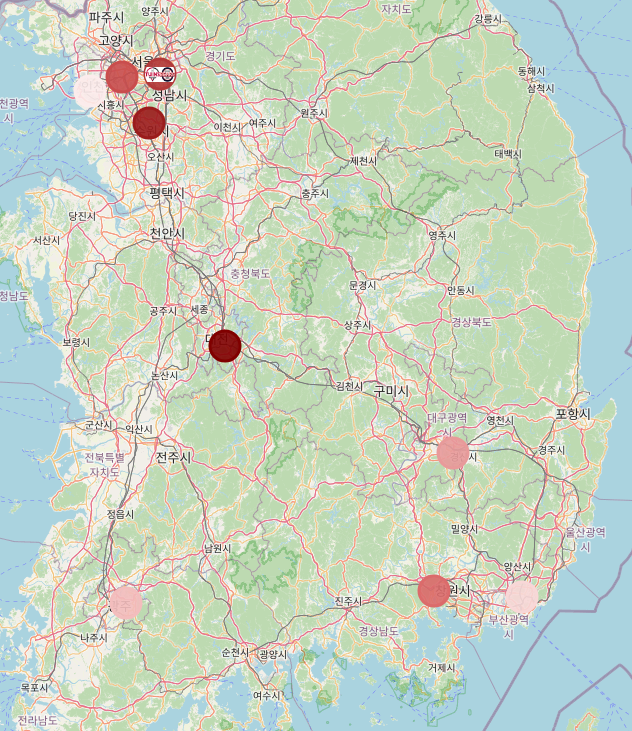 파주시
양주시
자치도
강릉시
고양시
서울
경기도
동해시
삼척시
천광역
시
시흥시
성남시
원주시
이천시
여주시
오산시
제천시
태백시
평택시
충주시
당진시
서산시
천안시
영주시
충청북도
청남도
문경시
안동시
공주시
세종
상주시
경상북도
보령시
논산시
김천시
구미시
대구광역
포항시
군산시
익산시
영천시
경주시
전북특별
자치도
전주시
정읍시
밀양시
울산광역
시
남원시
양산시
진주시
부산광역
시
경상남도
나주시
순천시
광양시
거제시
목포시
여수시
전라남도